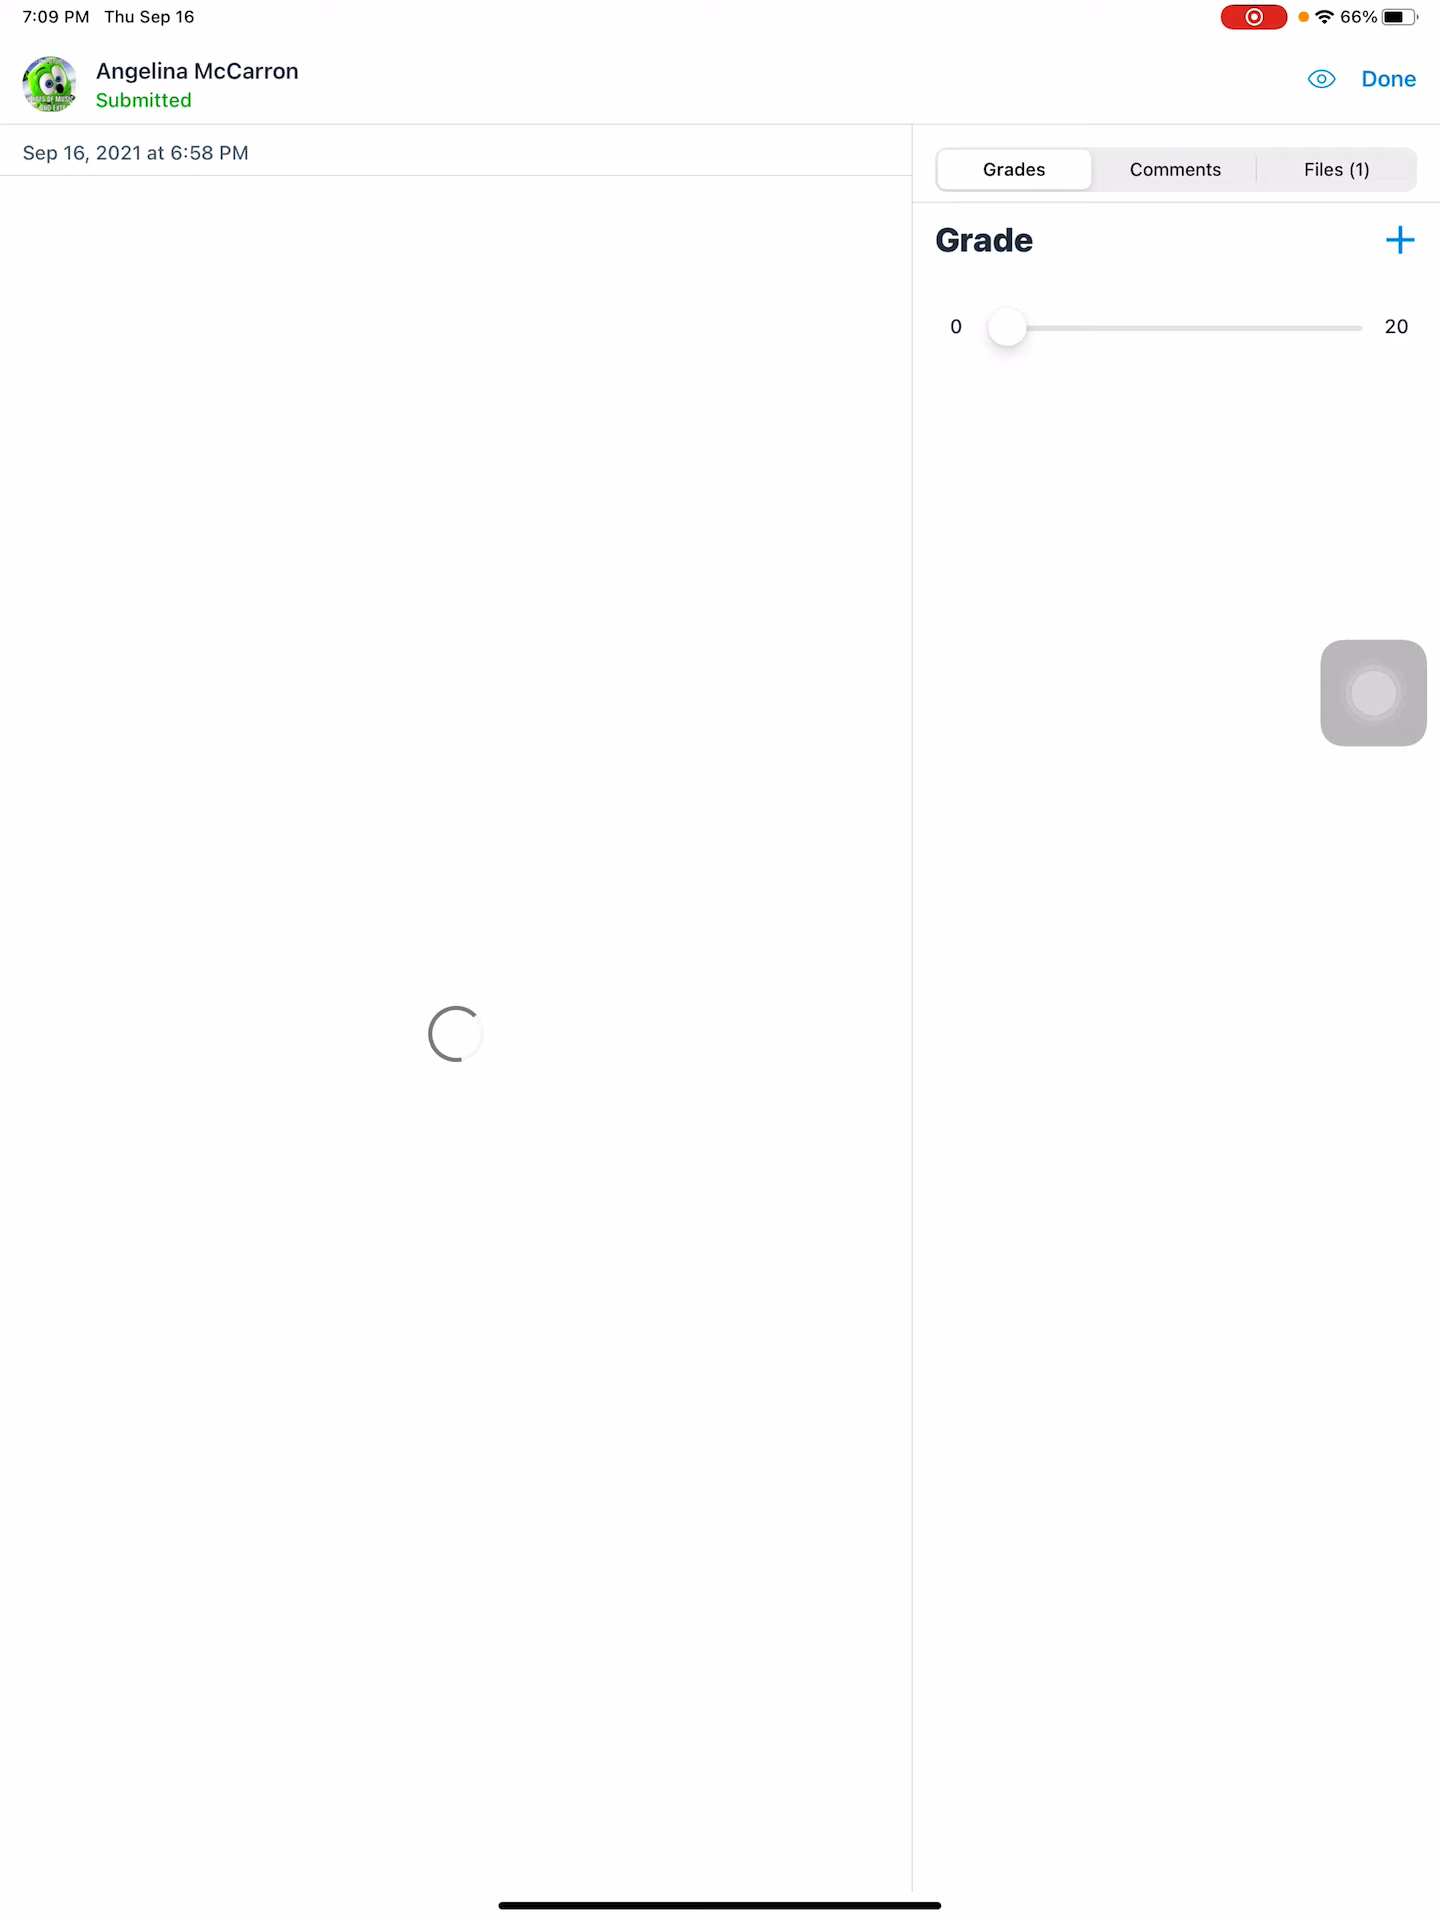 7:09 PM Thu Sep 16
66%
Angelina McCarron
Submitted
Done
Sep 16, 2021 at 6:58 PM
Grades
Comments
Files (1)
Grade
0
20